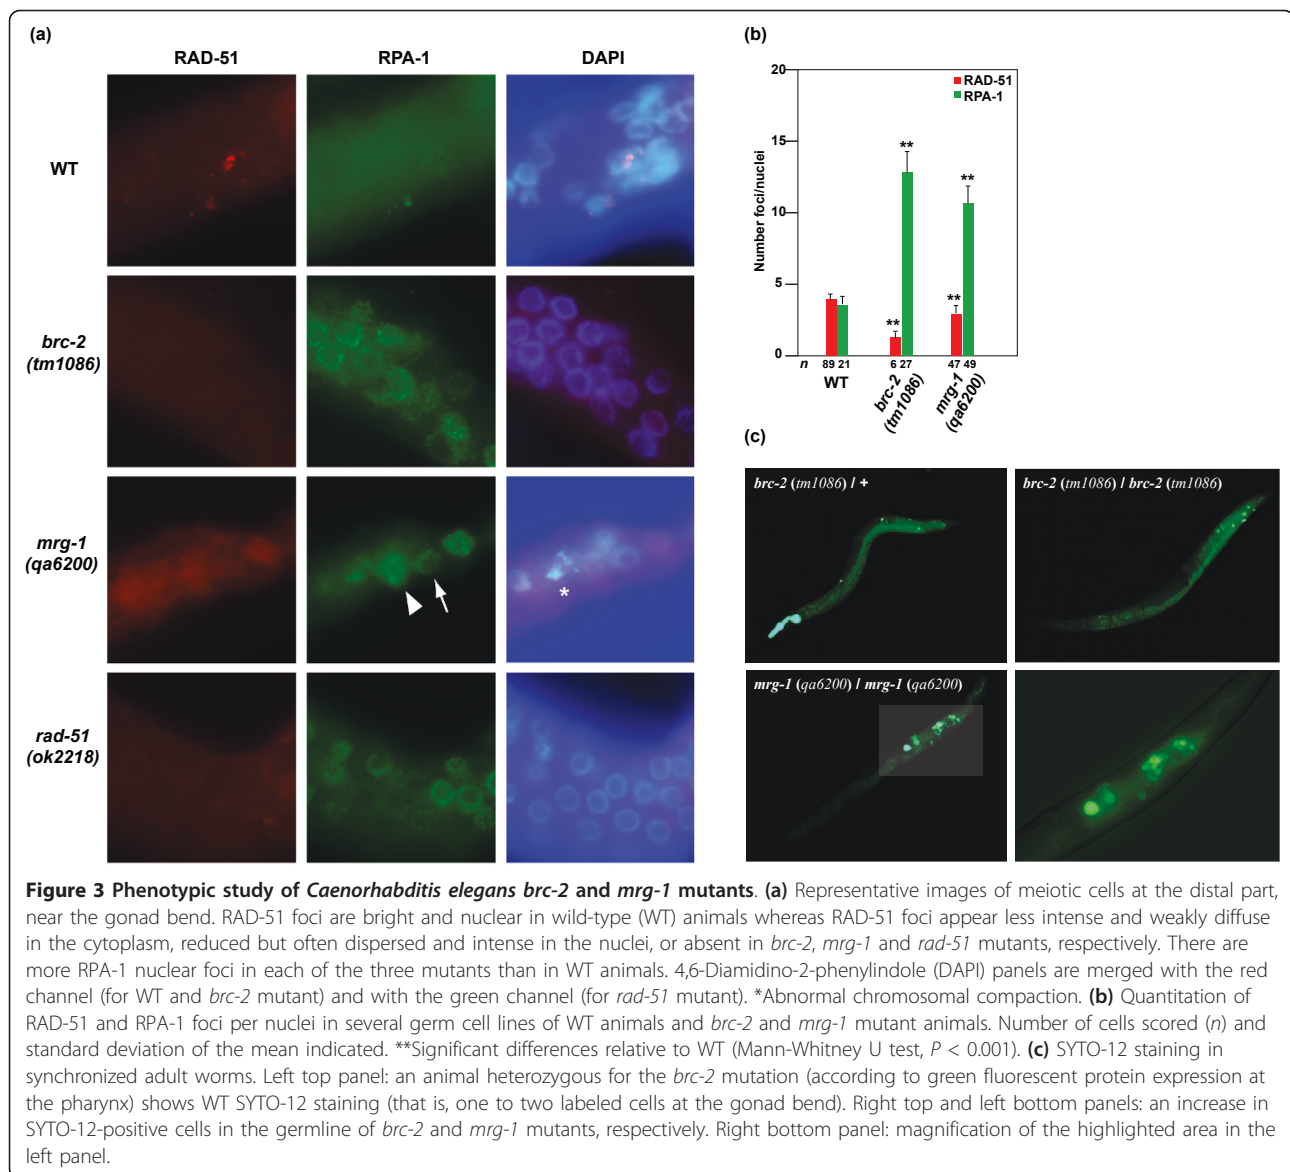 (a)
RAD-51 RPA-1 DAPI
WT
brc-2
(tm1086)
mrg-1
(qa6200)
*
rad-51
(ok2218)
(b)
20
15
10
5
0
Number foci/nuclei
RAD-51
RPA-1
**
**
**
**
n 89 21 6 27 47 49
WT
brc-2
(tm1086)
mrg-1
(qa6200)
(c)
brc-2 (tm1086) / +
brc-2 (tm1086) / brc-2 (tm1086)
mrg-1 (qa6200) / mrg-1 (qa6200)
Figure 3 Phenotypic study of Caenorhabditis elegans brc-2 and mrg-1 mutants. (a) Representative images of meiotic cells at the distal part,
near the gonad bend. RAD-51 foci are bright and nuclear in wild-type (WT) animals whereas RAD-51 foci appear less intense and weakly diffuse
in the cytoplasm, reduced but often dispersed and intense in the nuclei, or absent in brc-2, mrg-1 and rad-51 mutants, respectively. There are
more RPA-1 nuclear foci in each of the three mutants than in WT animals. 4,6-Diamidino-2-phenylindole (DAPI) panels are merged with the red
channel (for WT and brc-2 mutant) and with the green channel (for rad-51 mutant). *Abnormal chromosomal compaction. (b) Quantitation of
RAD-51 and RPA-1 foci per nuclei in several germ cell lines of WT animals and brc-2 and mrg-1 mutant animals. Number of cells scored (n) and
standard deviation of the mean indicated. **Significant differences relative to WT (Mann-Whitney U test, P < 0.001). (c) SYTO-12 staining in
synchronized adult worms. Left top panel: an animal heterozygous for the brc-2 mutation (according to green fluorescent protein expression at
the pharynx) shows WT SYTO-12 staining (that is, one to two labeled cells at the gonad bend). Right top and left bottom panels: an increase in
SYTO-12-positive cells in the germline of brc-2 and mrg-1 mutants, respectively. Right bottom panel: magnification of the highlighted area in the
left panel.